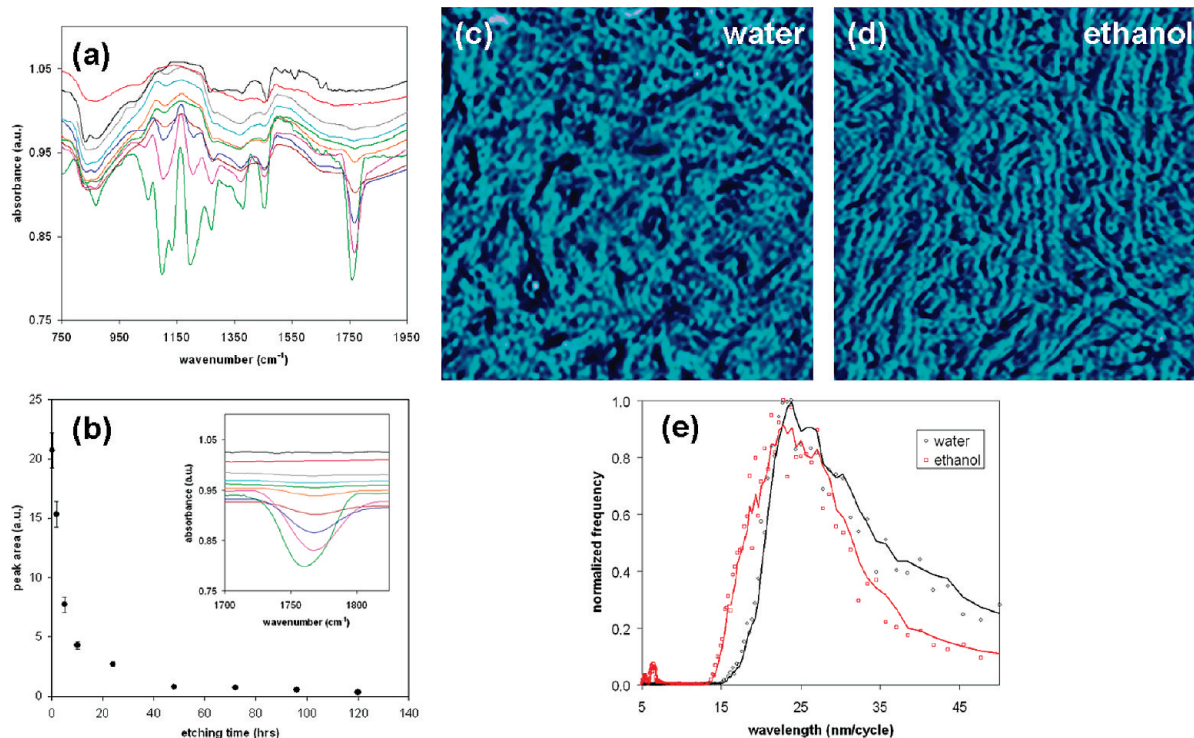 (a)
absorbance (a.u.)
1.05
0.95
0.85
0.75
750 950 1150 1350 1550 1750 1950
wavenumber (cm⁻¹)
(c) water
(d) ethanol
(b)
peak area (a.u.)
25
20
15
10
5
0
0 20 40 60 80 100 120 140
etching time (hrs)
absorbance (a.u.)
1.05
0.95
0.85
0.75
1700 1750 1800
wavenumber (cm⁻¹)
(e)
normalized frequency
1.0
0.8
0.6
0.4
0.2
0.0
5 15 25 35 45
wavelength (nm/cycle)
water
ethanol